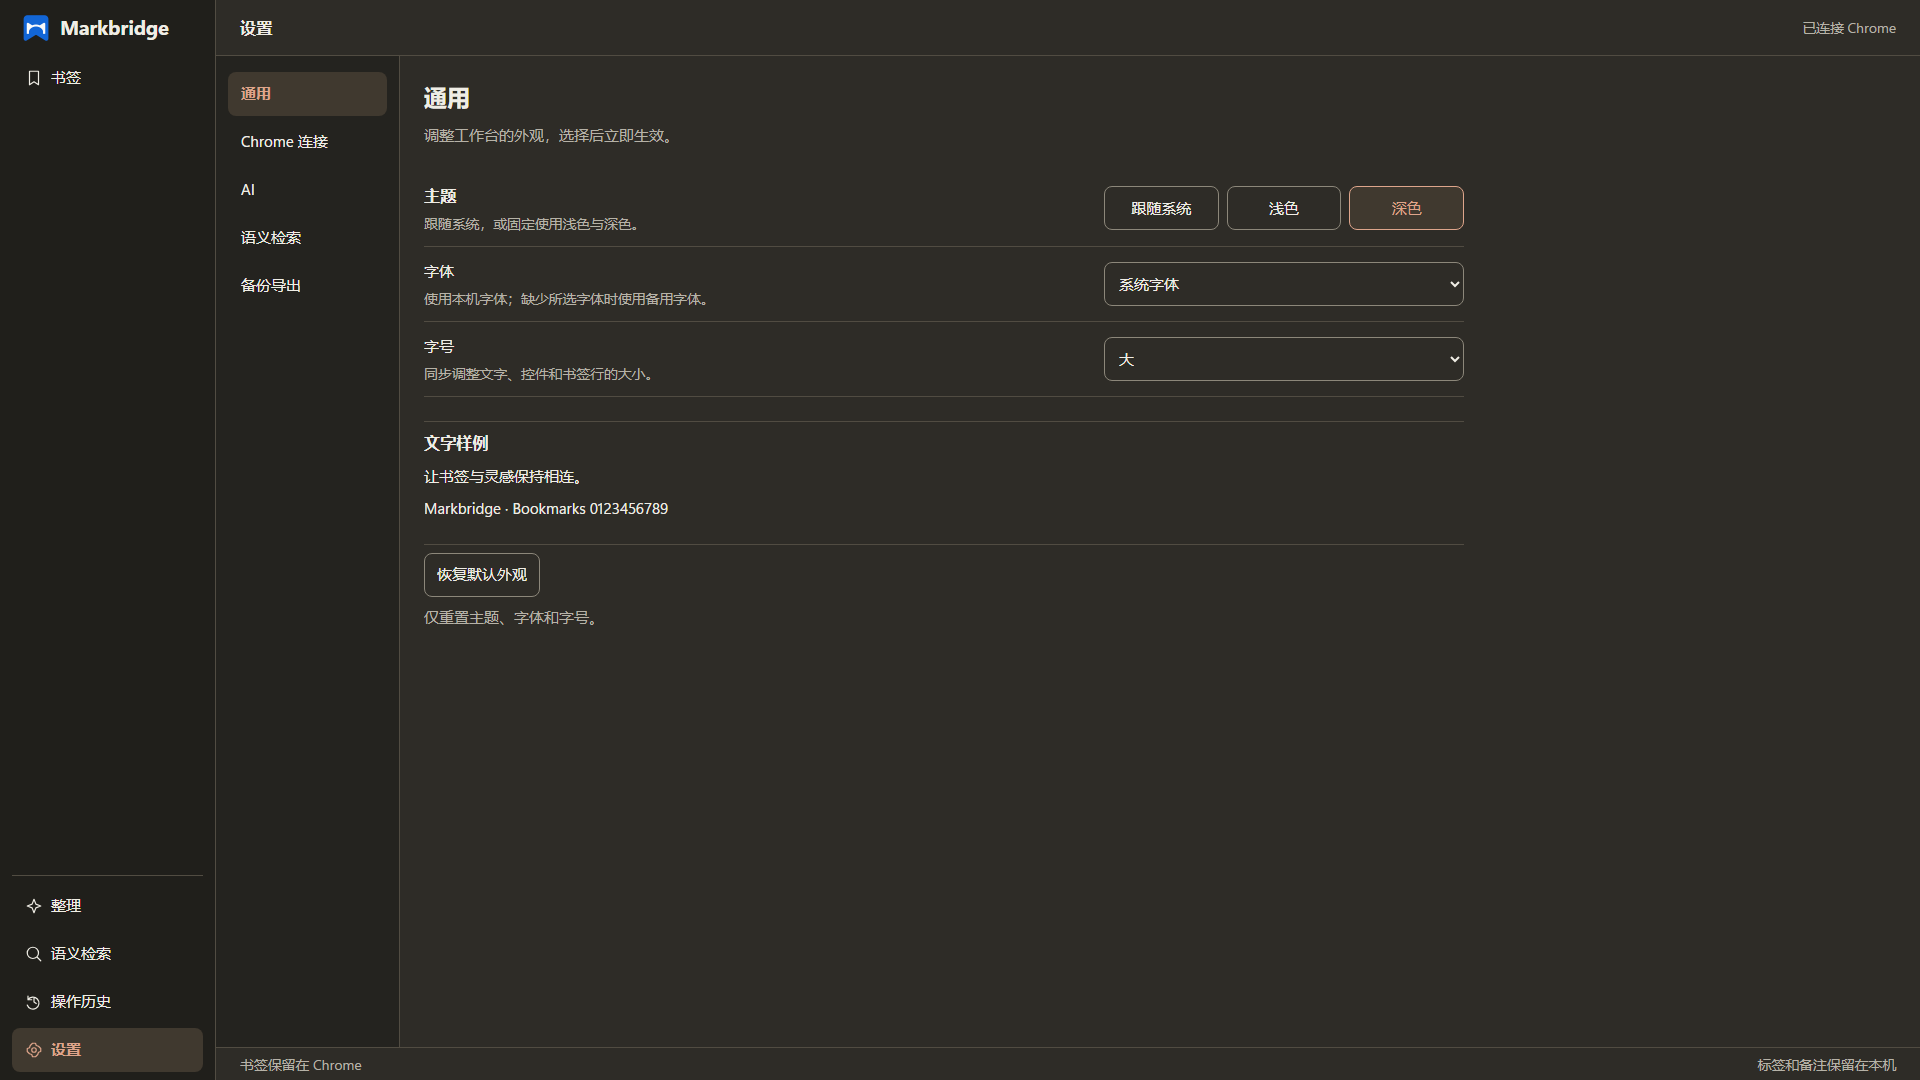 Markbridge
书签
整理
语义检索
操作历史
设置
设置
已连接 Chrome
通用
Chrome 连接
AI
语义检索
备份导出
通用
调整工作台的外观，选择后立即生效。
主题
跟随系统，或固定使用浅色与深色。
跟随系统
浅色
深色
字体
使用本机字体；缺少所选字体时使用备用字体。
系统字体
字号
同步调整文字、控件和书签行的大小。
大
文字样例
让书签与灵感保持相连。
Markbridge · Bookmarks 0123456789
恢复默认外观
仅重置主题、字体和字号。
书签保留在 Chrome
标签和备注保留在本机